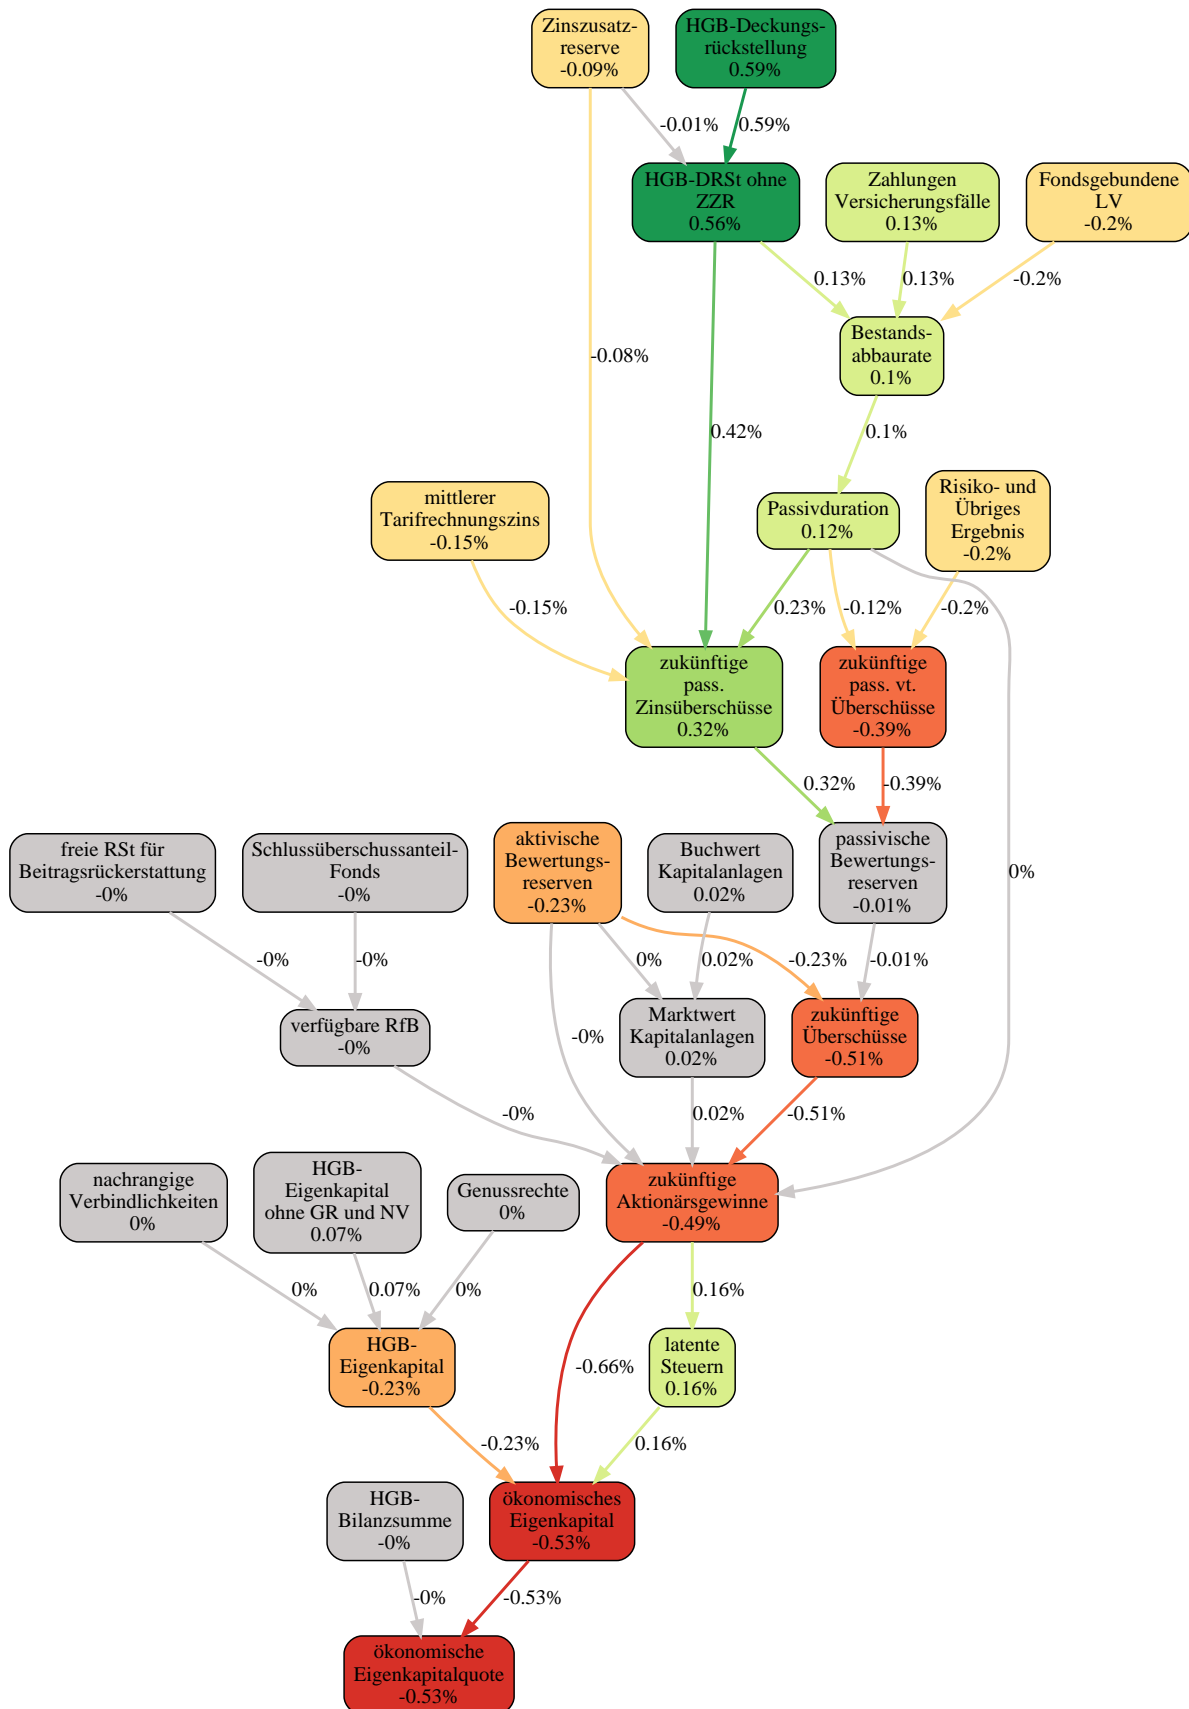 Zinszusatz-
reserve
-0.09%
HGB-Deckungs-
rückstellung
0.59%
-0.01%
0.59%
HGB-DRSt ohne
ZZR
0.56%
Zahlungen
Versicherungsfälle
0.13%
Fondsgebundene
LV
-0.2%
0.13%
0.13%
-0.2%
Bestands-
abbaurate
0.1%
-0.08%
0.42%
0.1%
mittlerer
Tarifrechnungszins
-0.15%
Passivduration
0.12%
Risiko- und
Übriges
Ergebnis
-0.2%
-0.15%
0.23%
-0.12%
-0.2%
zukünftige
pass.
Zinsüberschüsse
0.32%
zukünftige
pass. vt.
Überschüsse
-0.39%
0.32%
-0.39%
freie RSt für
Beitragsrückerstattung
-0%
Schlussüberschussanteil-
Fonds
-0%
aktivische
Bewertungs-
reserven
-0.23%
Buchwert
Kapitalanlagen
0.02%
passivische
Bewertungs-
reserven
-0.01%
0%
-0%
-0%
0%
0.02%
-0.23%
-0.01%
verfügbare RfB
-0%
-0%
Marktwert
Kapitalanlagen
0.02%
zukünftige
Überschüsse
-0.51%
-0%
0.02%
-0.51%
nachrangige
Verbindlichkeiten
0%
HGB-
Eigenkapital
ohne GR und NV
0.07%
Genussrechte
0%
zukünftige
Aktionärsgewinne
-0.49%
0%
0.07%
0%
0.16%
HGB-
Eigenkapital
-0.23%
-0.66%
latente
Steuern
0.16%
-0.23%
0.16%
HGB-
Bilanzsumme
-0%
ökonomisches
Eigenkapital
-0.53%
-0%
-0.53%
ökonomische
Eigenkapitalquote
-0.53%